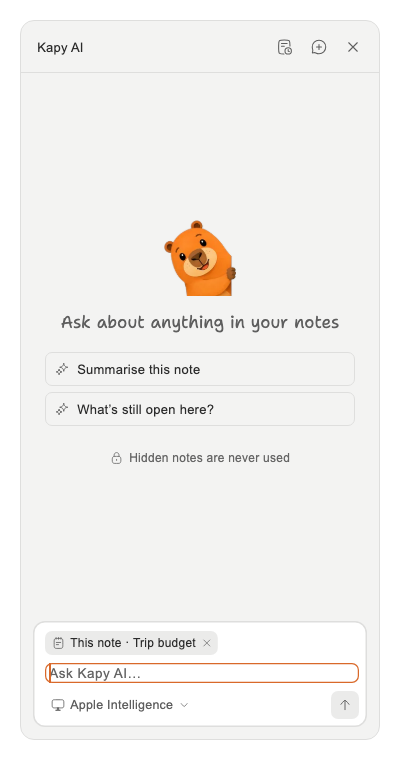 Kapy AI
Ask about anything in your notes
Summarise this note
What's still open here?
Hidden notes are never used
This note · Trip budget
Ask Kapy AI...
Apple Intelligence